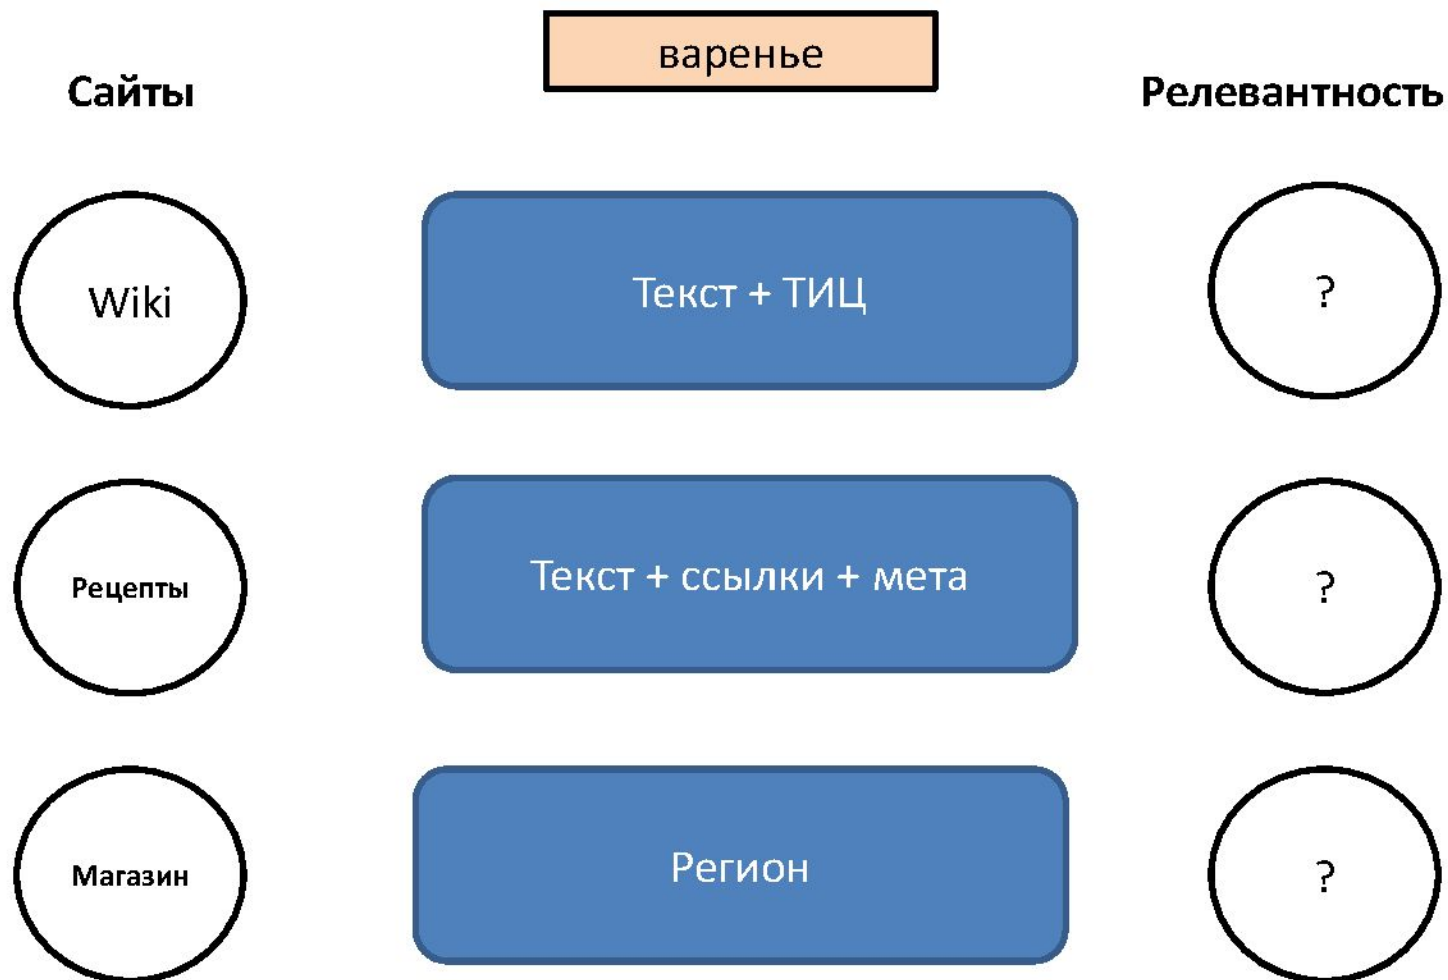 варенье
Сайты
Релевантность
Wiki
Текст + ТИЦ
?
Рецепты
Текст + ссылки + мета
?
Магазин
Регион
?